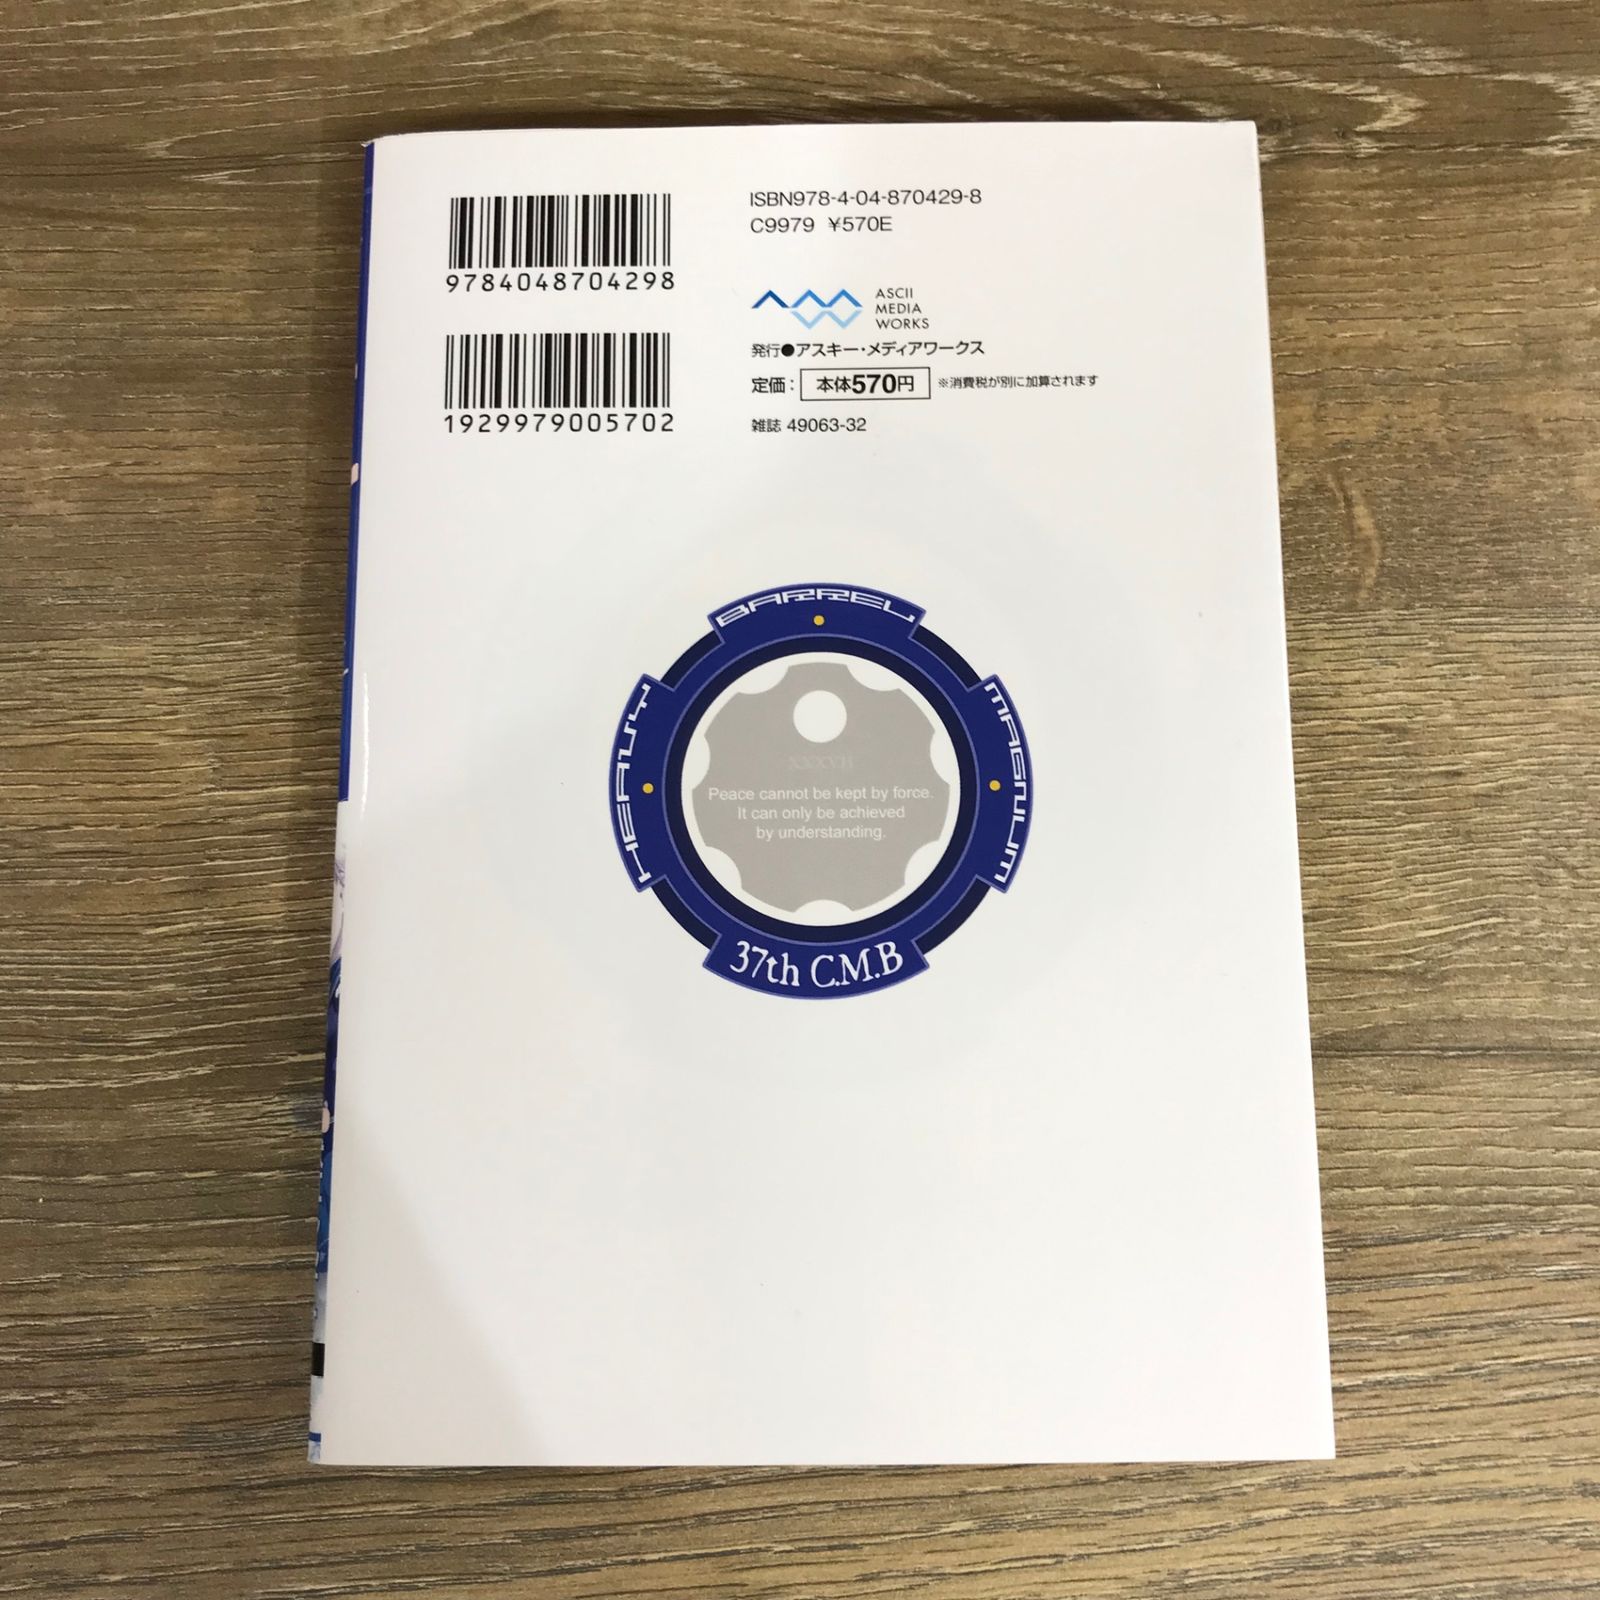 9784048704298
1929979005702
ISBN978-4-04-870429-8
C9979 ¥570E
ASCII
MEDIA
WORKS
発行●アスキー・メディアワークス
定価： 本体570円 ※消費税が別に加算されます
雑誌 49063-32
BARREL
HEAVY
MAGNUM
XXXVII
Peace cannot be kept by force.
It can only be achieved
by understanding.
37th C.M.B